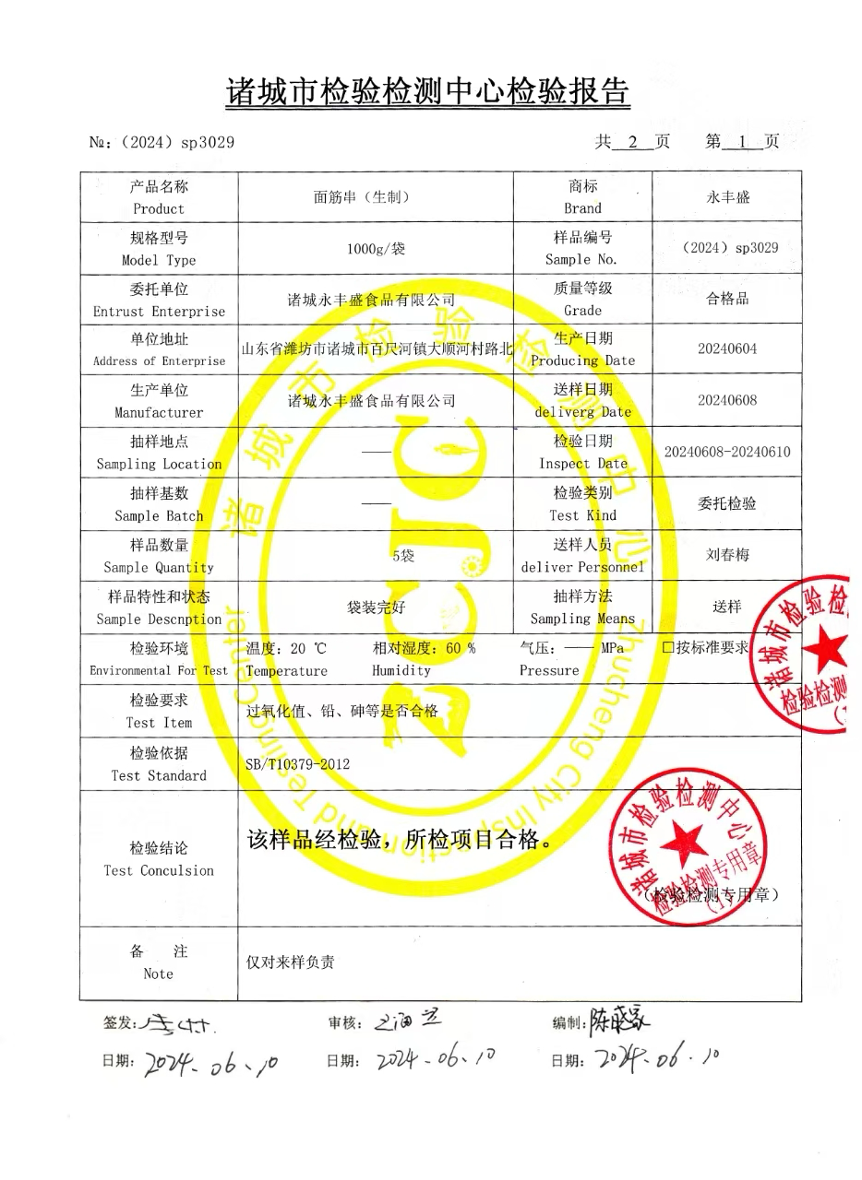 诸城市检验检测中心检验报告
№:（2024）sp3029 共 2 页 第 1 页
产品名称 面筋串（生制） 商标 永丰盛
Product Brand
规格型号 1000g/袋 样品编号 （2024）sp3029
Model Type Sample No.
委托单位 诸城永丰盛食品有限公司 质量等级 合格品
Entrust Enterprise Grade
单位地址 山东省潍坊市诸城市百尺河镇大顺河村路北 生产日期 20240604
Address of Enterprise Producing Date
生产单位 诸城永丰盛食品有限公司 送样日期 20240608
Manufacturer deliverg Date
抽样地点 —— 检验日期 20240608-20240610
Sampling Location Inspect Date
抽样基数 —— 检验类别 委托检验
Sample Batch Test Kind
样品数量 5袋 送样人员 刘春梅
Sample Quantity deliver Personnel
样品特性和状态 袋装完好 抽样方法 送样
Sample Descnption Sampling Means
检验环境 温度：20 ℃ 相对湿度：60 % 气压：—— MPa □按标准要求
Environmental For Test Temperature Humidity Pressure
检验要求 过氧化值、铅、砷等是否合格
Test Item
检验依据 SB/T10379-2012
Test Standard
检验结论 该样品经检验，所检项目合格。
Test Conculsion
（检验检测专用章）
备 注 仅对来样负责
Note
签发: 审核: 编制:
日期: 2024.06.10 日期: 2024.06.10 日期: 2024.06.10
诸城市检验检测中心
ZCJC
Zhucheng City Inspection and Testing Center
诸城市检验检测中心
检验检测专用章
（1）
诸城市检验检
检验检测
（1